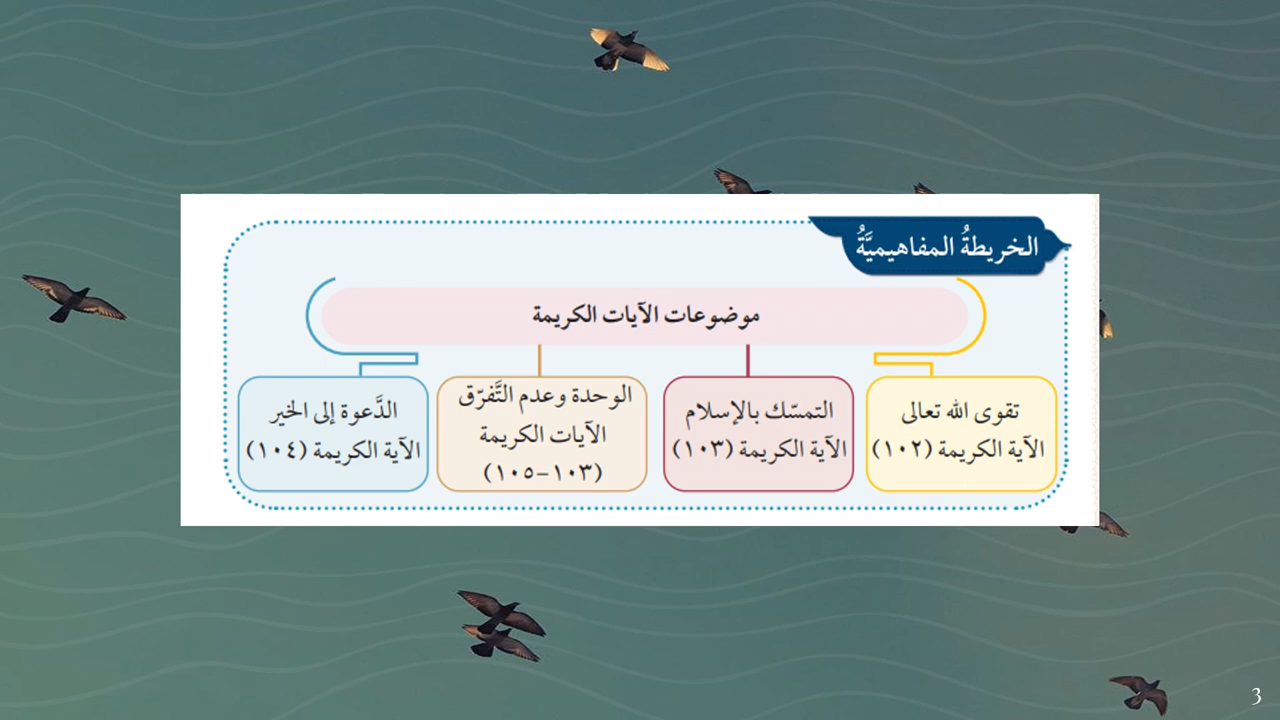 الخريطةُ المفاهيميَّةُ
موضوعات الآيات الكريمة
تقوى الله تعالى
الآية الكريمة (١٠٢)
التمسّك بالإسلام
الآية الكريمة (١٠٣)
الوحدة وعدم التَّفرّق
الآيات الكريمة
(١٠٣-١٠٥)
الدَّعوة إلى الخير
الآية الكريمة (١٠٤)
3